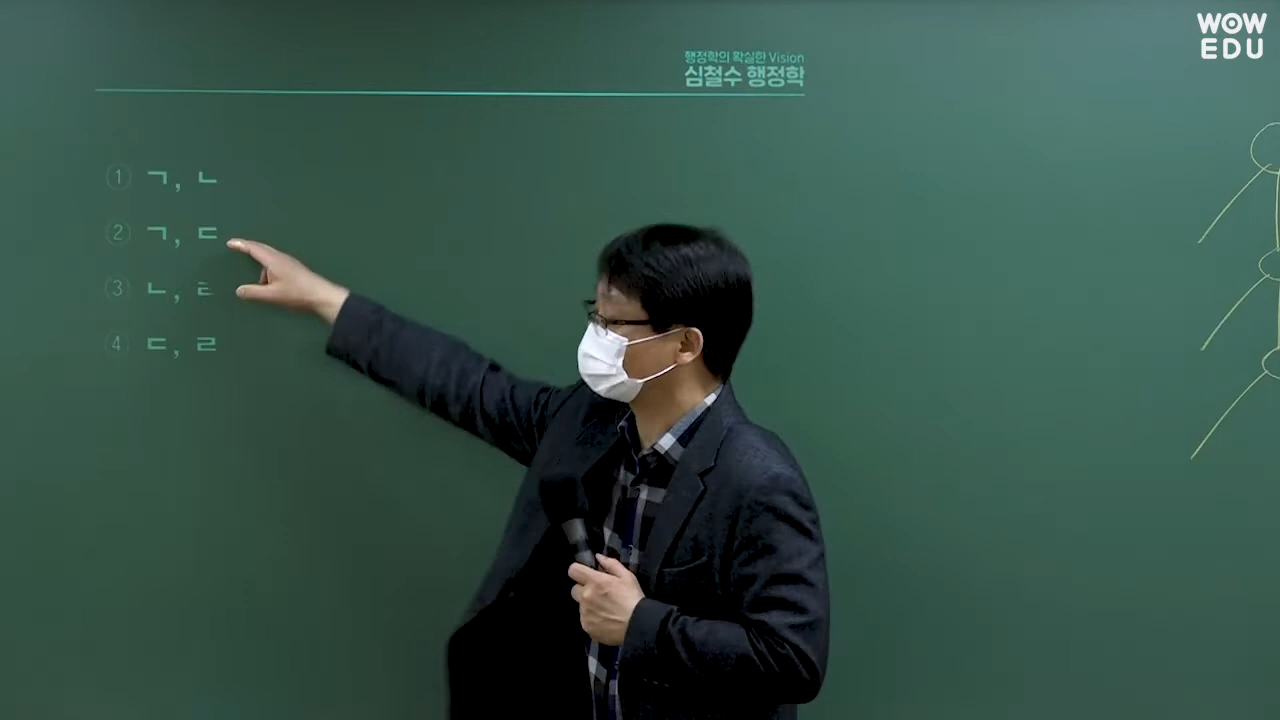 WOW
EDU
행정학의 확실한 Vision
심철수 행정학
① ㄱ, ㄴ
② ㄱ, ㄷ
③ ㄴ, ㄹ
④ ㄷ, ㄹ